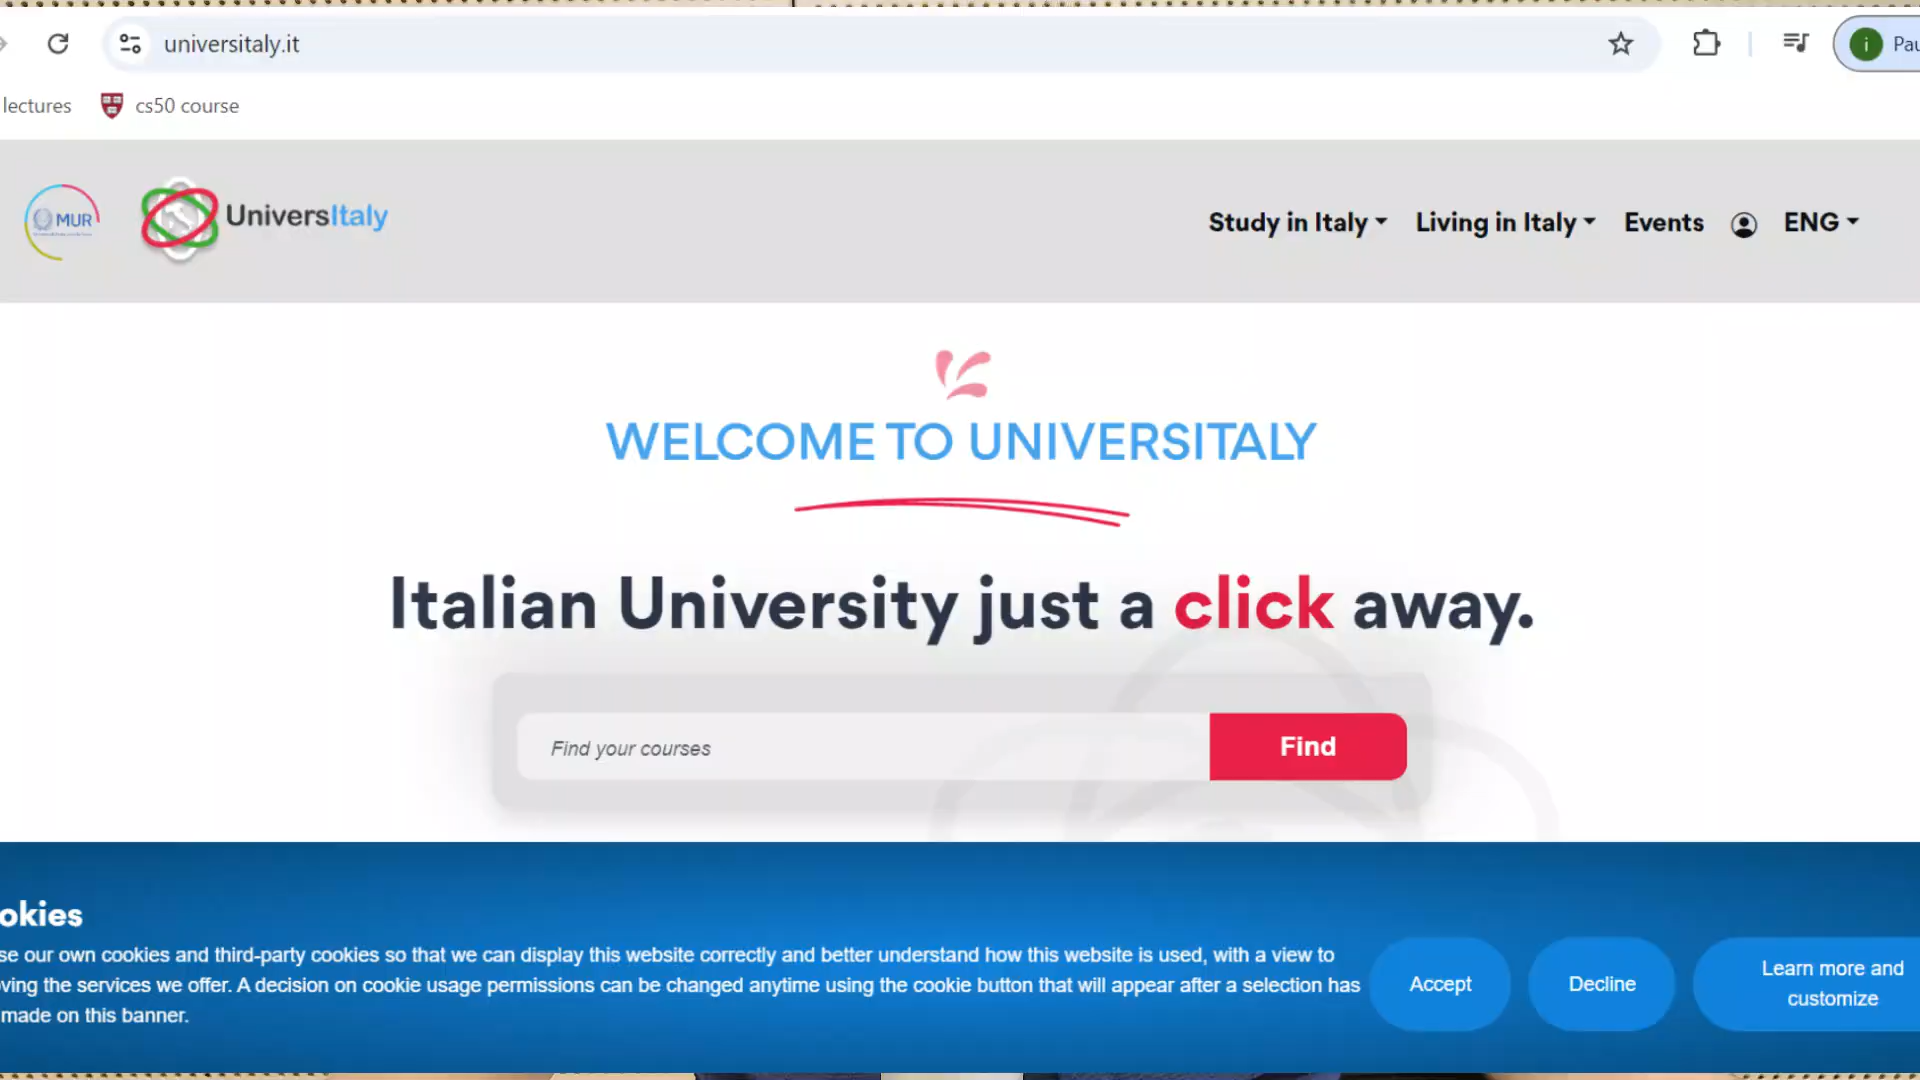 universitaly.it
Pau
lectures
cs50 course
MUR
UniversItaly
Study in Italy
Living in Italy
Events
ENG
WELCOME TO UNIVERSITALY
Italian University just a click away.
Find your courses
Find
okies
se our own cookies and third-party cookies so that we can display this website correctly and better understand how this website is used, with a view to
ving the services we offer. A decision on cookie usage permissions can be changed anytime using the cookie button that will appear after a selection has
made on this banner.
Accept
Decline
Learn more and
customize